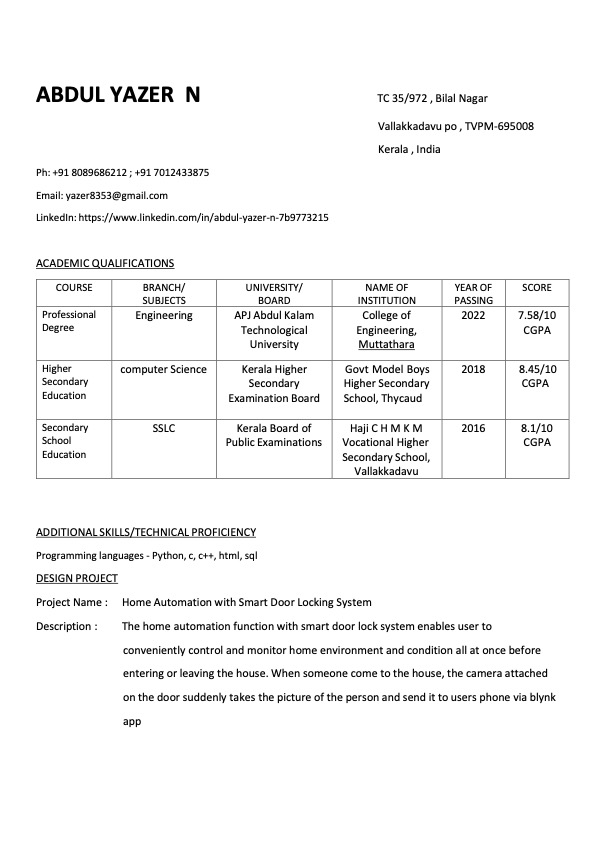 ABDUL YAZER N
TC 35/972 , Bilal Nagar
Vallakkadavu po , TVPM-695008
Kerala , India
Ph: +91 8089686212 ; +91 7012433875
Email: yazer8353@gmail.com
LinkedIn: https://www.linkedin.com/in/abdul-yazer-n-7b9773215
ACADEMIC QUALIFICATIONS
COURSE
BRANCH/
SUBJECTS
UNIVERSITY/
BOARD
NAME OF
INSTITUTION
YEAR OF
PASSING
SCORE
Professional
Degree
Engineering
APJ Abdul Kalam
Technological
University
College of
Engineering,
Muttathara
2022
7.58/10
CGPA
Higher
Secondary
Education
computer Science
Kerala Higher
Secondary
Examination Board
Govt Model Boys
Higher Secondary
School, Thycaud
2018
8.45/10
CGPA
Secondary
School
Education
SSLC
Kerala Board of
Public Examinations
Haji C H M K M
Vocational Higher
Secondary School,
Vallakkadavu
2016
8.1/10
CGPA
ADDITIONAL SKILLS/TECHNICAL PROFICIENCY
Programming languages - Python, c, c++, html, sql
DESIGN PROJECT
Project Name : Home Automation with Smart Door Locking System
Description : The home automation function with smart door lock system enables user to
conveniently control and monitor home environment and condition all at once before
entering or leaving the house. When someone come to the house, the camera attached
on the door suddenly takes the picture of the person and send it to users phone via blynk
app